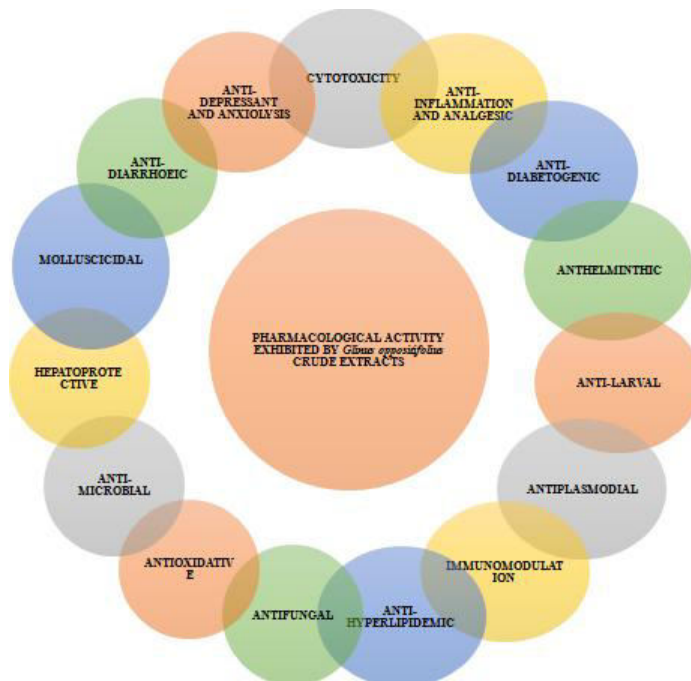 CYTOTOXICITY
ANTI-
INFLAMMATION
AND ANALGESIC
ANTI-
DIABETOGENIC
ANTHELMINTHIC
ANTI-LARVAL
ANTIPLASMODIAL
IMMUNOMODULAT
ION
ANTI-
HYPERLIPIDEMIC
ANTIFUNGAL
ANTIOXIDATIV
E
ANTI-
MICROBIAL
HEPATOPROTE
CTIVE
MOLLUSCICIDAL
ANTI-
DIARRHOEIC
ANTI-
DEPRESSANT
AND ANXIOLYSIS
PHARMACOLOGICAL ACTIVITY
EXHIBITED BY Glinus
CRUDE EXTRACTS